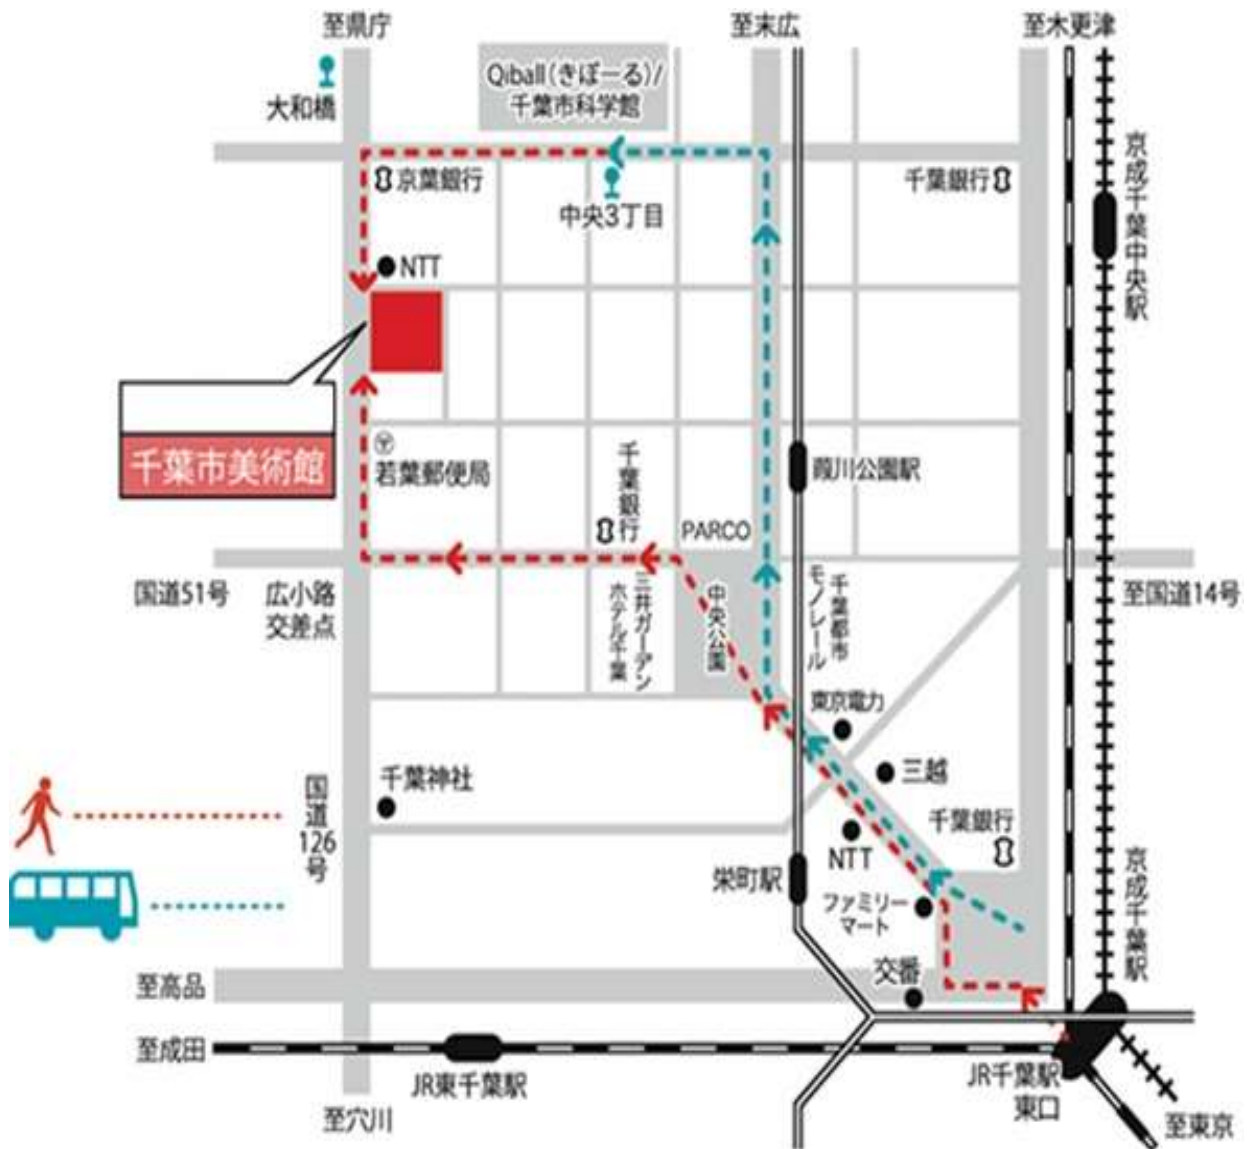 至県庁
至末広
至木更津
大和橋
Qiball(きぼーる)/
千葉市科学館
京葉銀行
中央3丁目
千葉銀行
京成千葉中央駅
NTT
千葉市美術館
若葉郵便局
千葉銀行
PARCO
葭川公園駅
国道51号
広小路
交差点
三井ガーデン
ホテル千葉
中央公園
千葉都市
モノレール
至国道14号
東京電力
三越
千葉神社
国道126号
千葉銀行
NTT
栄町駅
ファミリー
マート
京成千葉駅
交番
至高品
至成田
JR東千葉駅
JR千葉駅
東口
至穴川
至東京